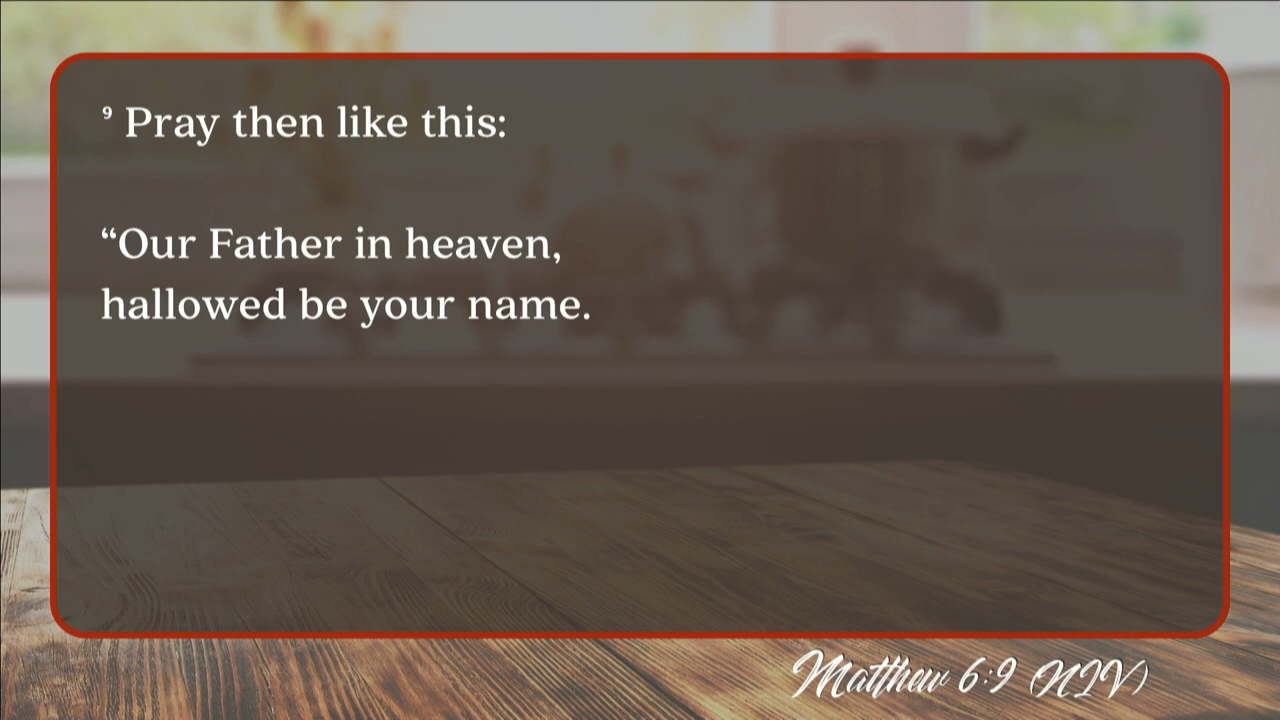 ⁹ Pray then like this:
“Our Father in heaven,
hallowed be your name.
Matthew 6:9 (NIV)